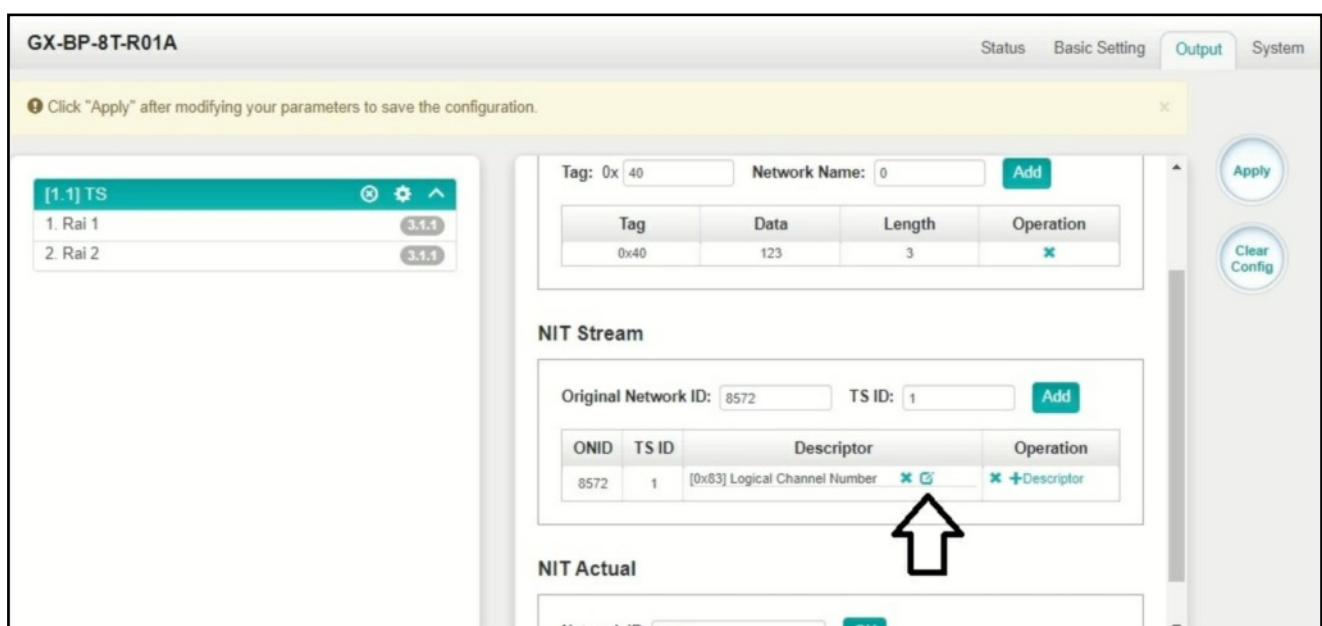 GX-BP-8T-R01A
Status Basic Setting Output System
Click "Apply" after modifying your parameters to save the configuration. ×
[1.1] TS
1. Rai 1 3.1.1
2. Rai 2 3.1.1
Tag: 0x 40 Network Name: 0 Add
Tag Data Length Operation
0x40 123 3
NIT Stream
Original Network ID: 8572 TS ID: 1 Add
ONID TS ID Descriptor Operation
8572 1 [0x83] Logical Channel Number +Descriptor
NIT Actual
Apply
Clear
Config